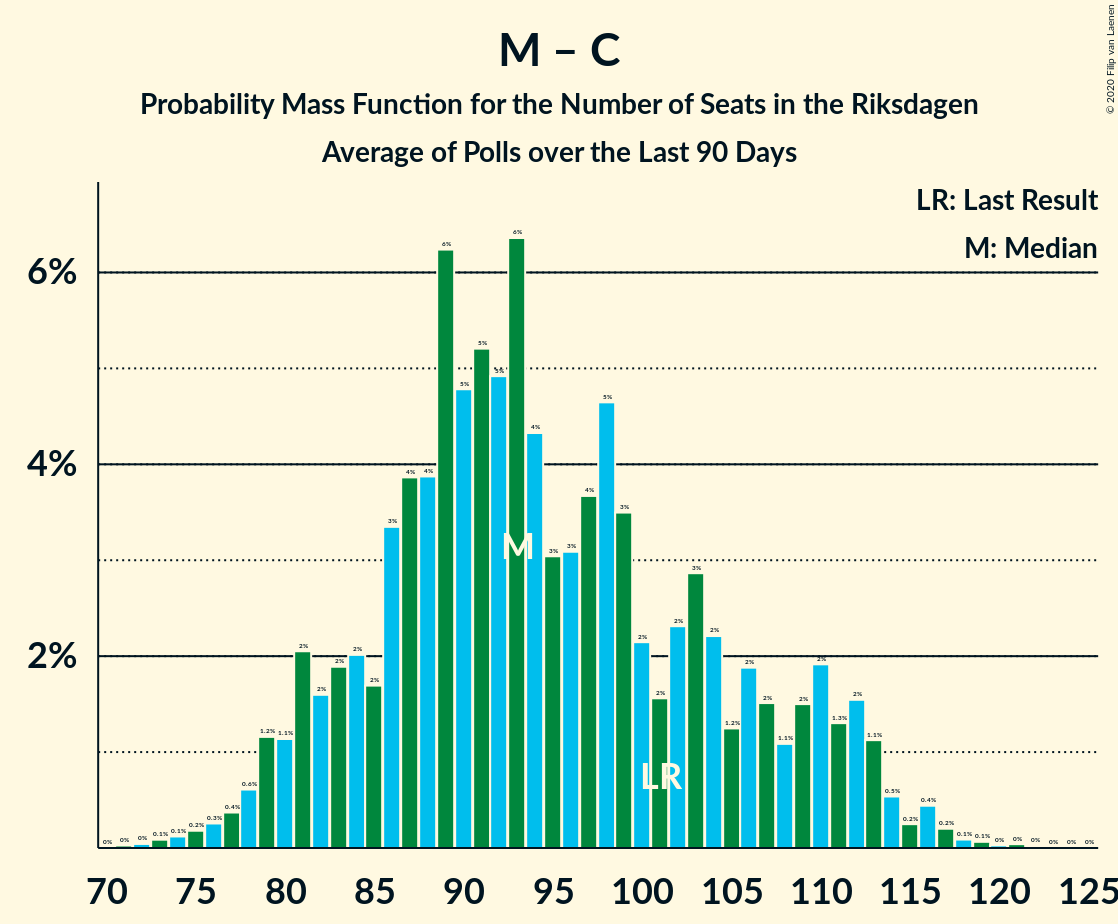 M – C
Probability Mass Function for the Number of Seats in the Riksdagen
Average of Polls over the Last 90 Days
© 2020 Filip van Laenen
LR: Last Result
M: Median
6%
4%
2%
0% 0% 0% 0.1% 0.1% 0.2% 0.3% 0.4% 0.6% 1.2% 1.1% 2% 2% 2% 2% 2% 3% 4% 4% 6% 5% 5% 5% 6% 4% 3% 3% 4% 5% 3% 2% 2% 2% 3% 2% 1.2% 2% 2% 1.1% 2% 2% 1.3% 2% 1.1% 0.5% 0.2% 0.4% 0.2% 0.1% 0.1% 0% 0% 0% 0% 0% 0%
M
LR
70 75 80 85 90 95 100 105 110 115 120 125